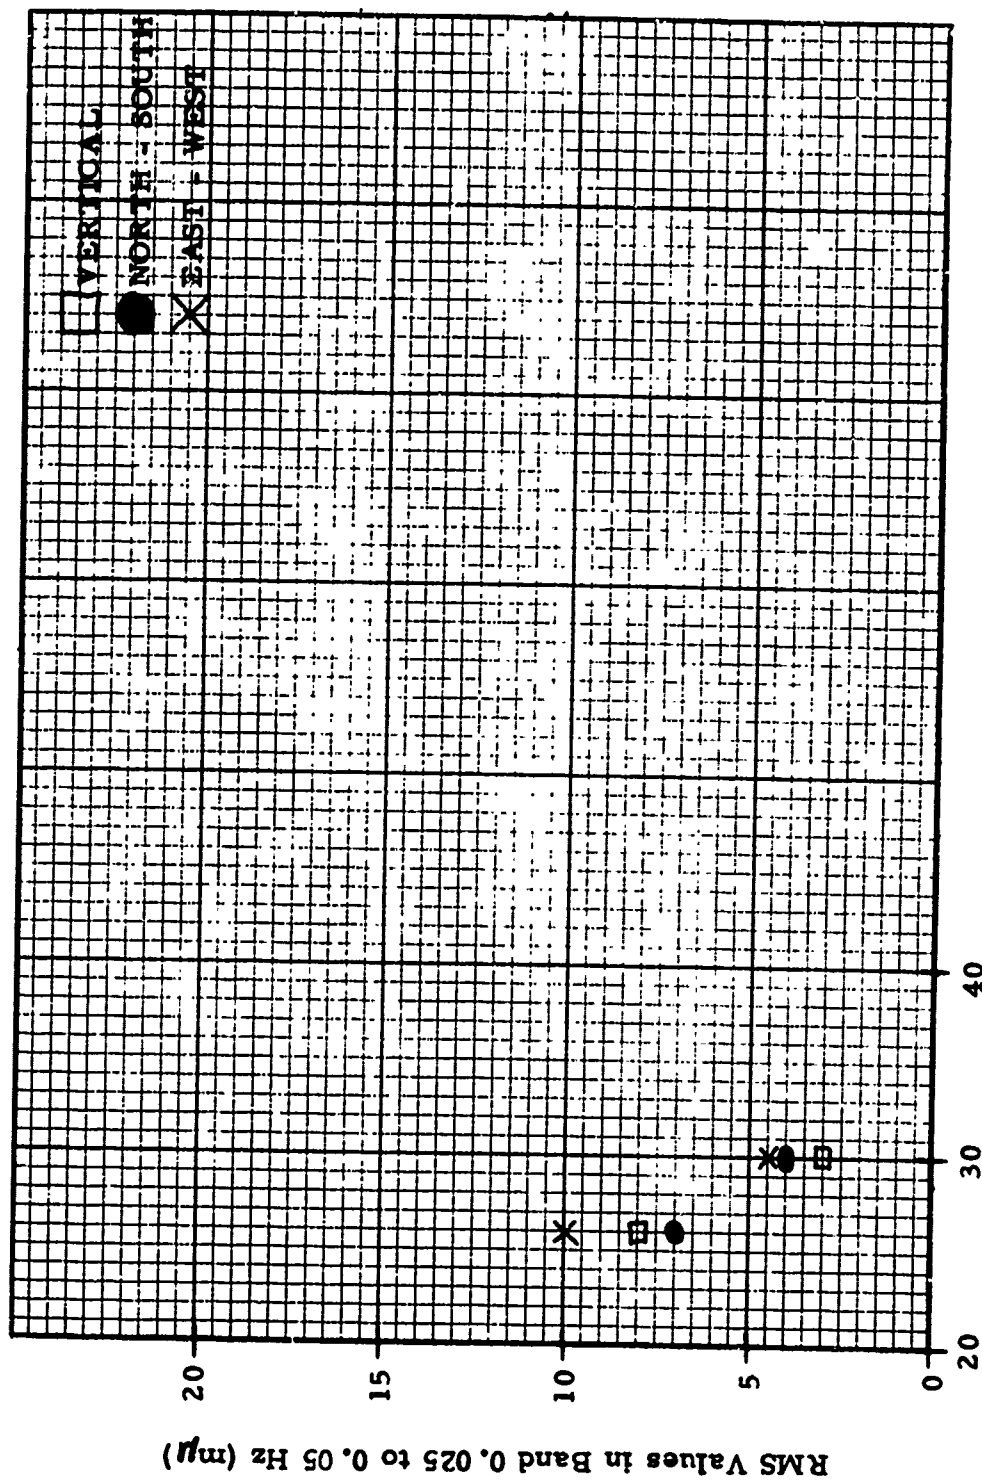 VERTICAL
NORTH - SOUTH
EAST - WEST
RMS Values in Band 0.025 to 0.05 Hz (mμ)
20
15
10
5
0
20
30
40